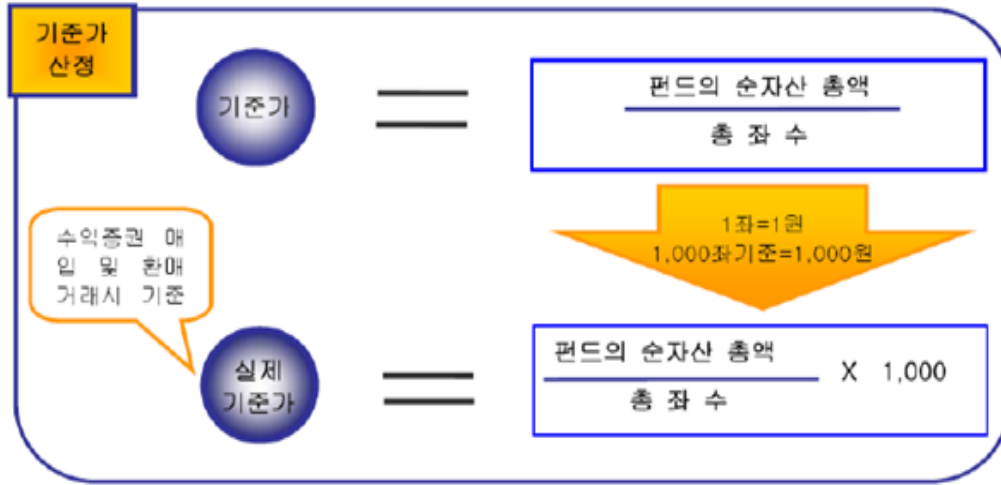 기준가
산정
기준가
펀드의 순자산 총액
총 좌 수
1좌=1원
1,000좌기준=1,000원
수익증권 매
입 및 환매
거래시 기준
실제
기준가
펀드의 순자산 총액
총 좌 수
X 1,000